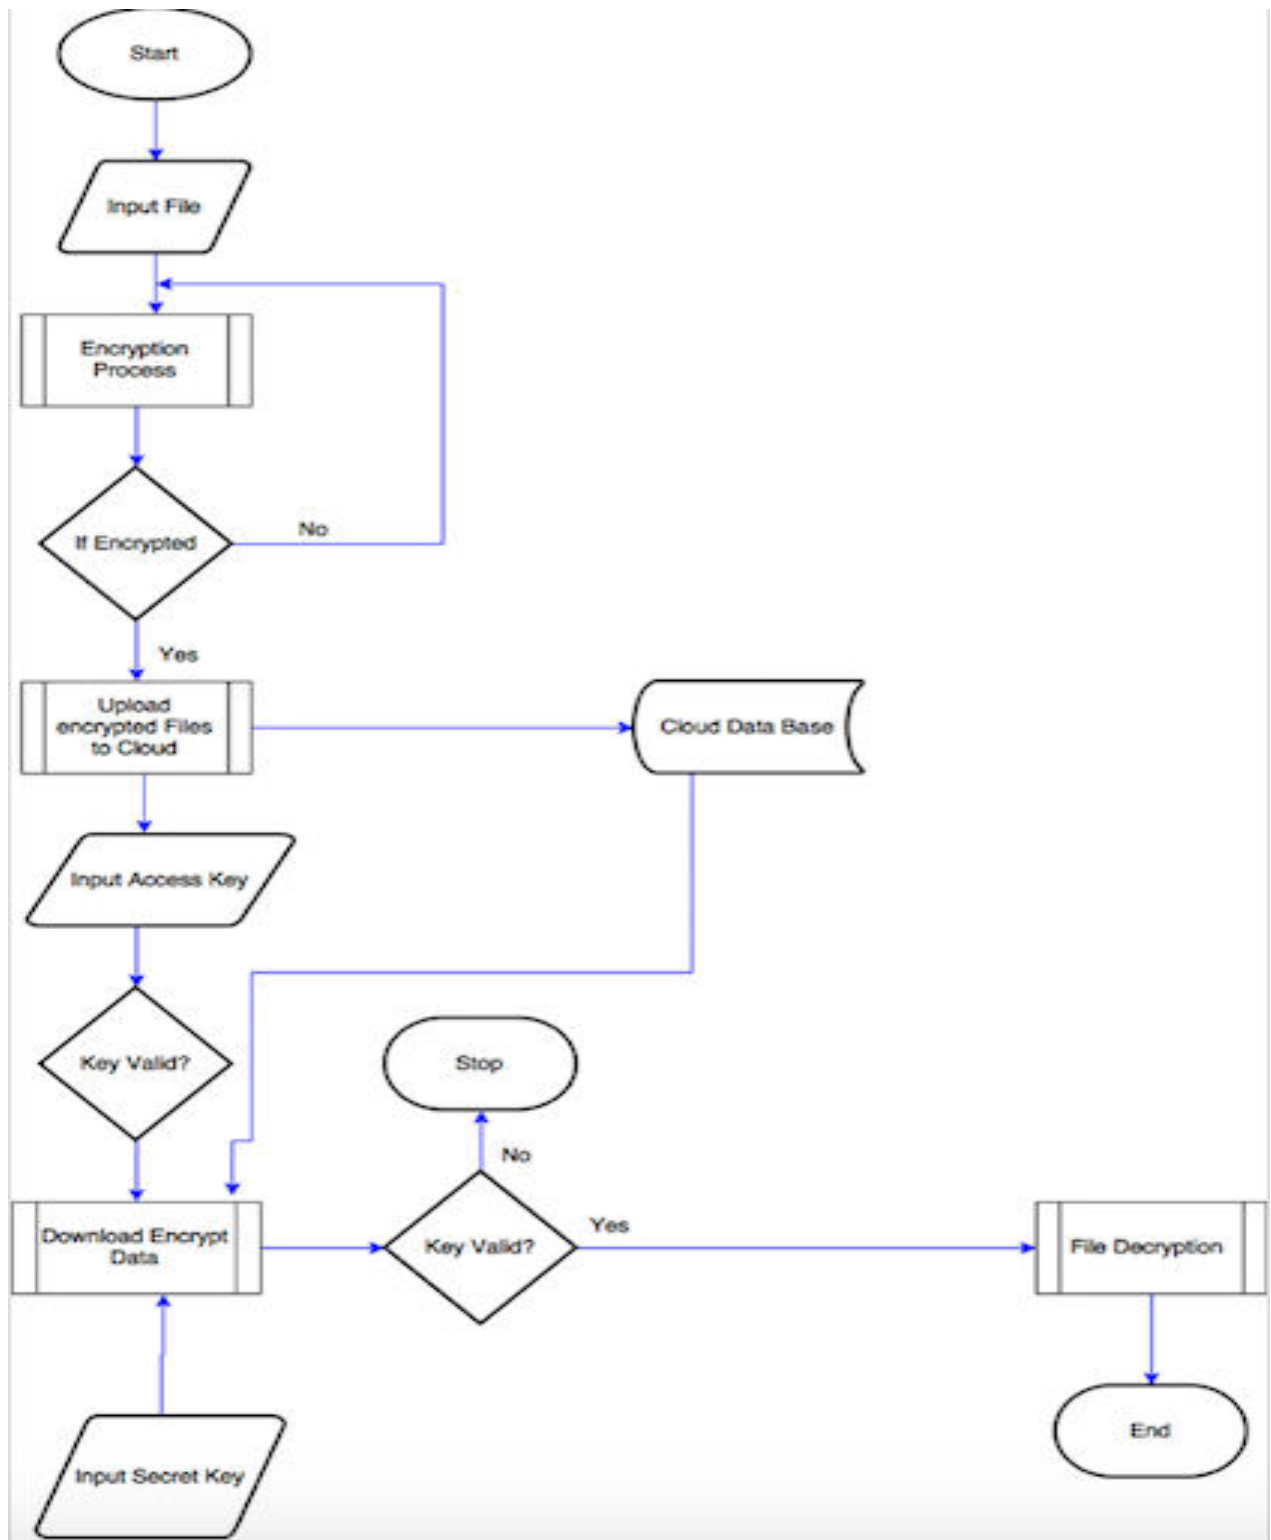 Start
Input File
Encryption
Process
If Encrypted
No
Yes
Upload
encrypted Files
to Cloud
Cloud Data Base
Input Access Key
Key Valid?
Stop
No
Download Encrypt
Data
Key Valid?
Yes
File Decryption
End
Input Secret Key